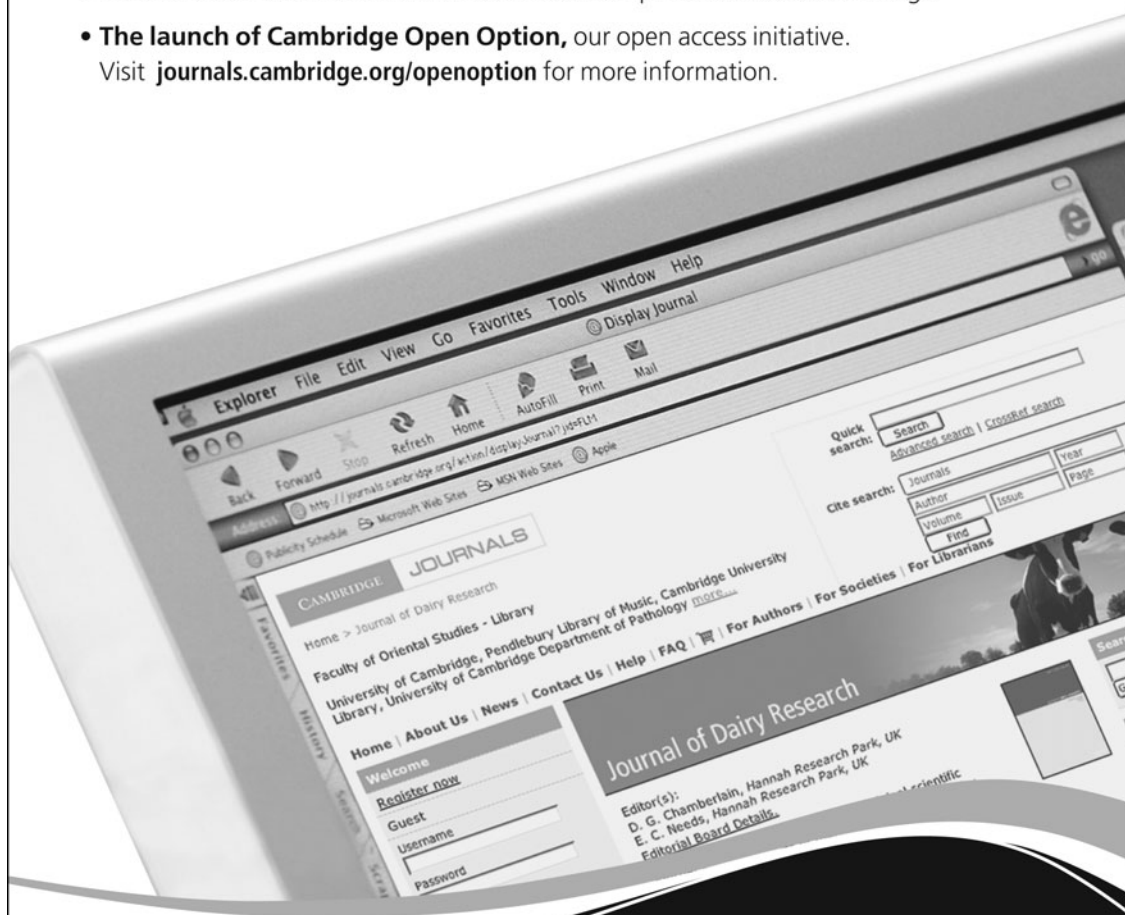 • The launch of Cambridge Open Option, our open access initiative.
Visit journals.cambridge.org/openoption for more information.
Explorer File Edit View Go Favorites Tools Window Help
Display Journal
Back Forward Stop Refresh Home AutoFill Print Mail
Address http://journals.cambridge.org/action/displayJournal?jid=FLM
go
Publicity Schedule Microsoft Web Sites MSN Web Sites Apple
Favorites
History
Search
CAMBRIDGE JOURNALS
Quick search:
Search
Advanced search | CrossRef search
Cite search:
Journals Year
Author
Volume Issue Page
Find
Home > Journal of Dairy Research
Faculty of Oriental Studies - Library
University of Cambridge, Pendlebury Library of Music, Cambridge University
Library, University of Cambridge Department of Pathology more...
Home | About Us | News | Contact Us | Help | FAQ | | For Authors | For Societies | For Librarians
Welcome
Register now
Guest
Username
Password
Journal of Dairy Research
Editor(s):
D. G. Chamberlain, Hannah Research Park, UK
E. C. Needs, Hannah Research Park, UK
Editorial Board Details.
scientific